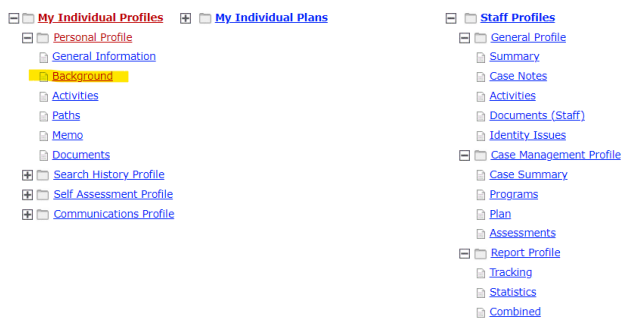 My Individual Profiles
Personal Profile
General Information
Background
Activities
Paths
Memo
Documents
Search History Profile
Self Assessment Profile
Communications Profile
My Individual Plans
Staff Profiles
General Profile
Summary
Case Notes
Activities
Documents (Staff)
Identity Issues
Case Management Profile
Case Summary
Programs
Plan
Assessments
Report Profile
Tracking
Statistics
Combined